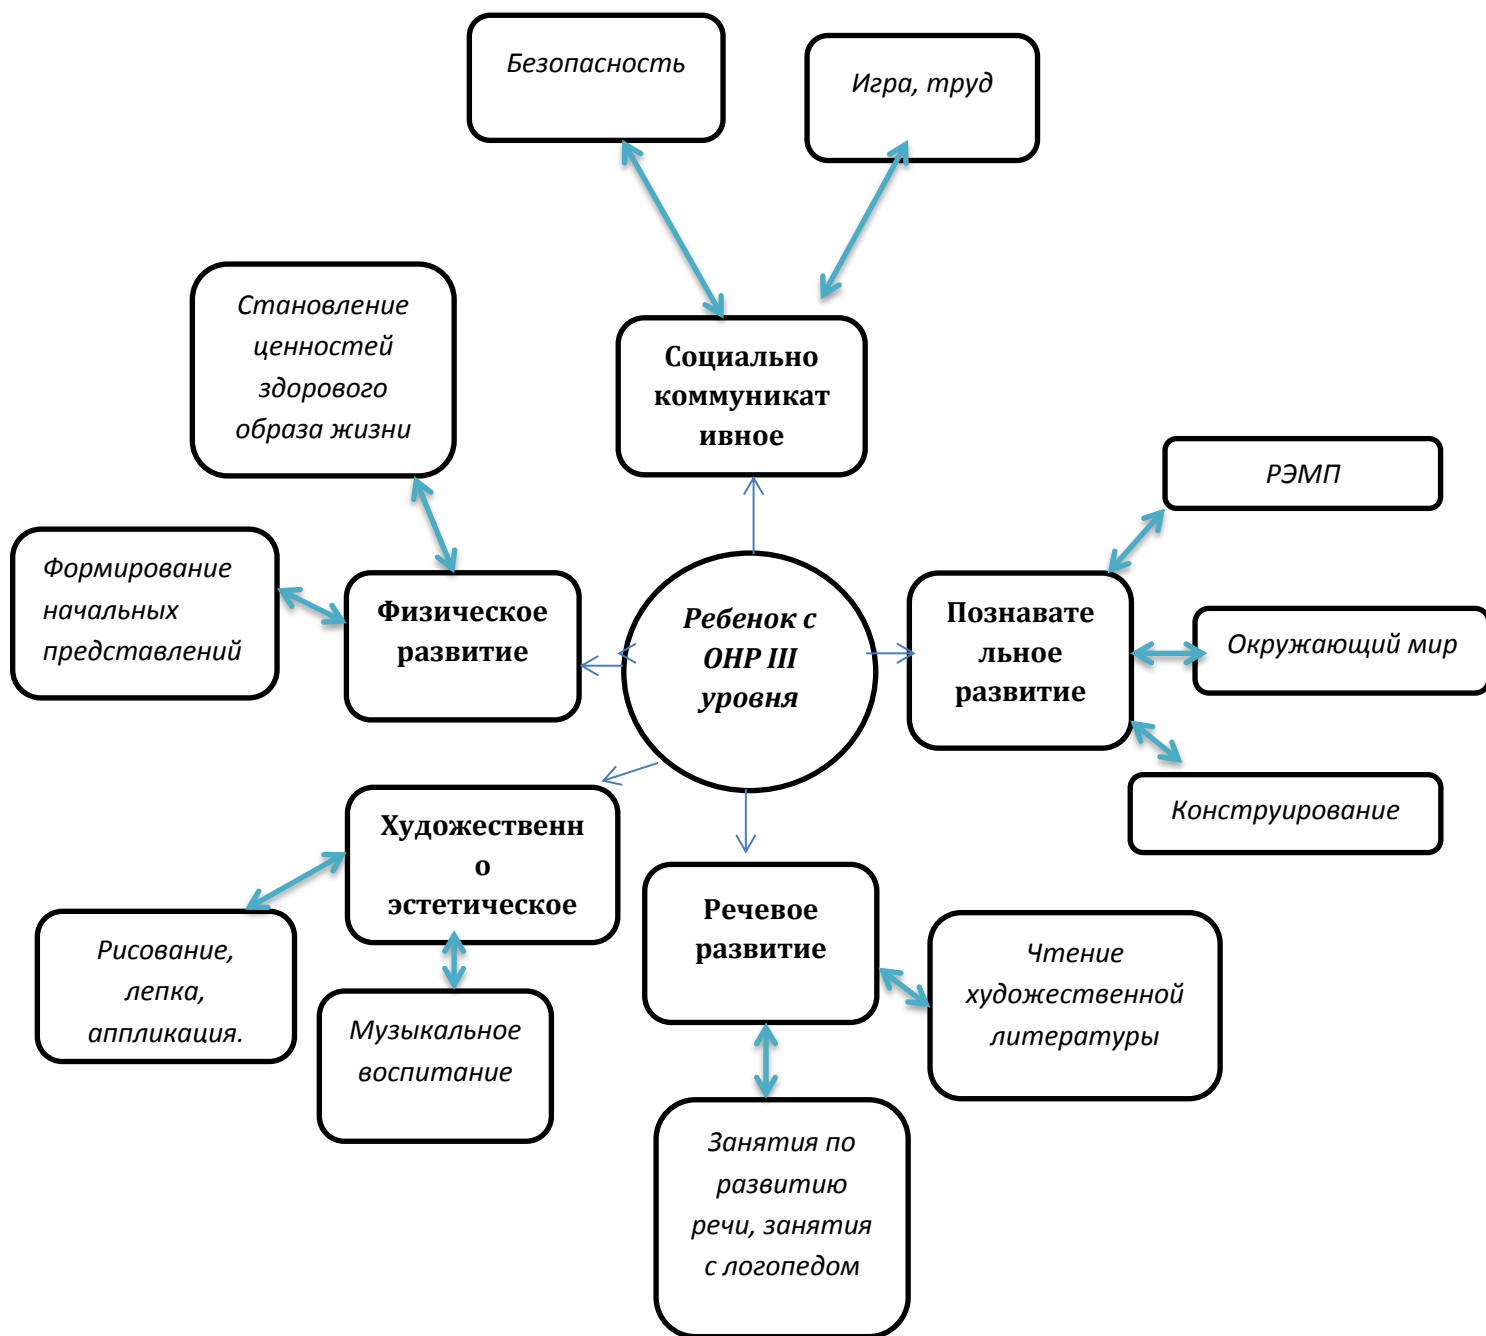 Безопасность
Игра, труд
Становление
ценностей
здорового
образа жизни
Социально
коммуникат
ивное
РЭМП
Формирование
начальных
представлений
Физическое
развитие
Ребенок с
ОНР III
уровня
Познавате
льное
развитие
Окружающий мир
Конструирование
Художественн
о
эстетическое
Речевое
развитие
Рисование,
лепка,
аппликация.
Музыкальное
воспитание
Чтение
художественной
литературы
Занятия по
развитию
речи, занятия
с логопедом